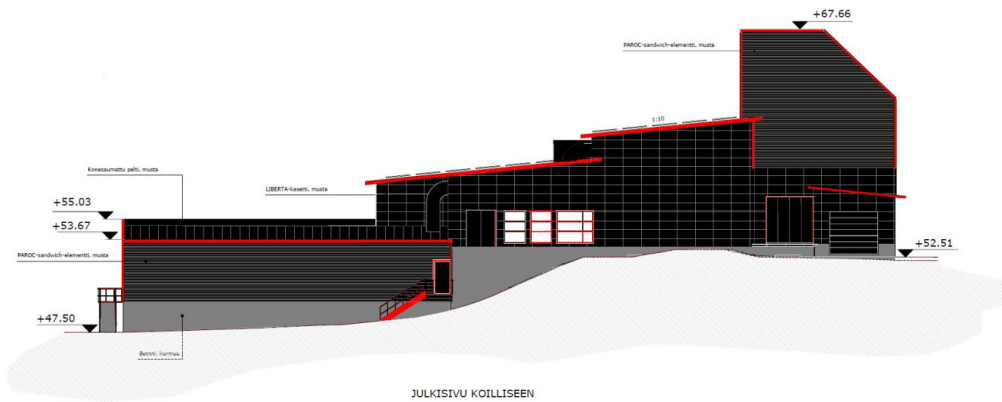 +67.66
PAROC-sandwich-elementti, musta
1:10
Konesaumattu pelti, musta
LIBERTA-kasetti, musta
+55.03
+53.67
PAROC-sandwich-elementti, musta
+52.51
+47.50
Betoni, harmaa
JULKISIVU KOILLISEEN